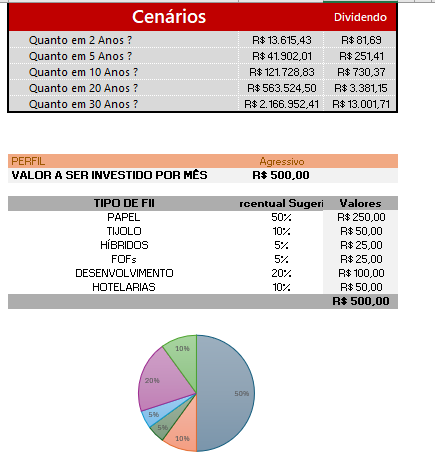 Cenários Dividendo
Quanto em 2 Anos ? R$ 13.615,43 R$ 81,69
Quanto em 5 Anos ? R$ 41.902,01 R$ 251,41
Quanto em 10 Anos ? R$ 121.728,83 R$ 730,37
Quanto em 20 Anos ? R$ 563.524,50 R$ 3.381,15
Quanto em 30 Anos ? R$ 2.166.952,41 R$ 13.001,71
PERFIL Agressivo
VALOR A SER INVESTIDO POR MÊS R$ 500,00
TIPO DE FII rcentual Sugeri Valores
PAPEL 50% R$ 250,00
TIJOLO 10% R$ 50,00
HÍBRIDOS 5% R$ 25,00
FOFs 5% R$ 25,00
DESENVOLVIMENTO 20% R$ 100,00
HOTELARIAS 10% R$ 50,00
R$ 500,00
10%
20%
50%
5%
5%
10%